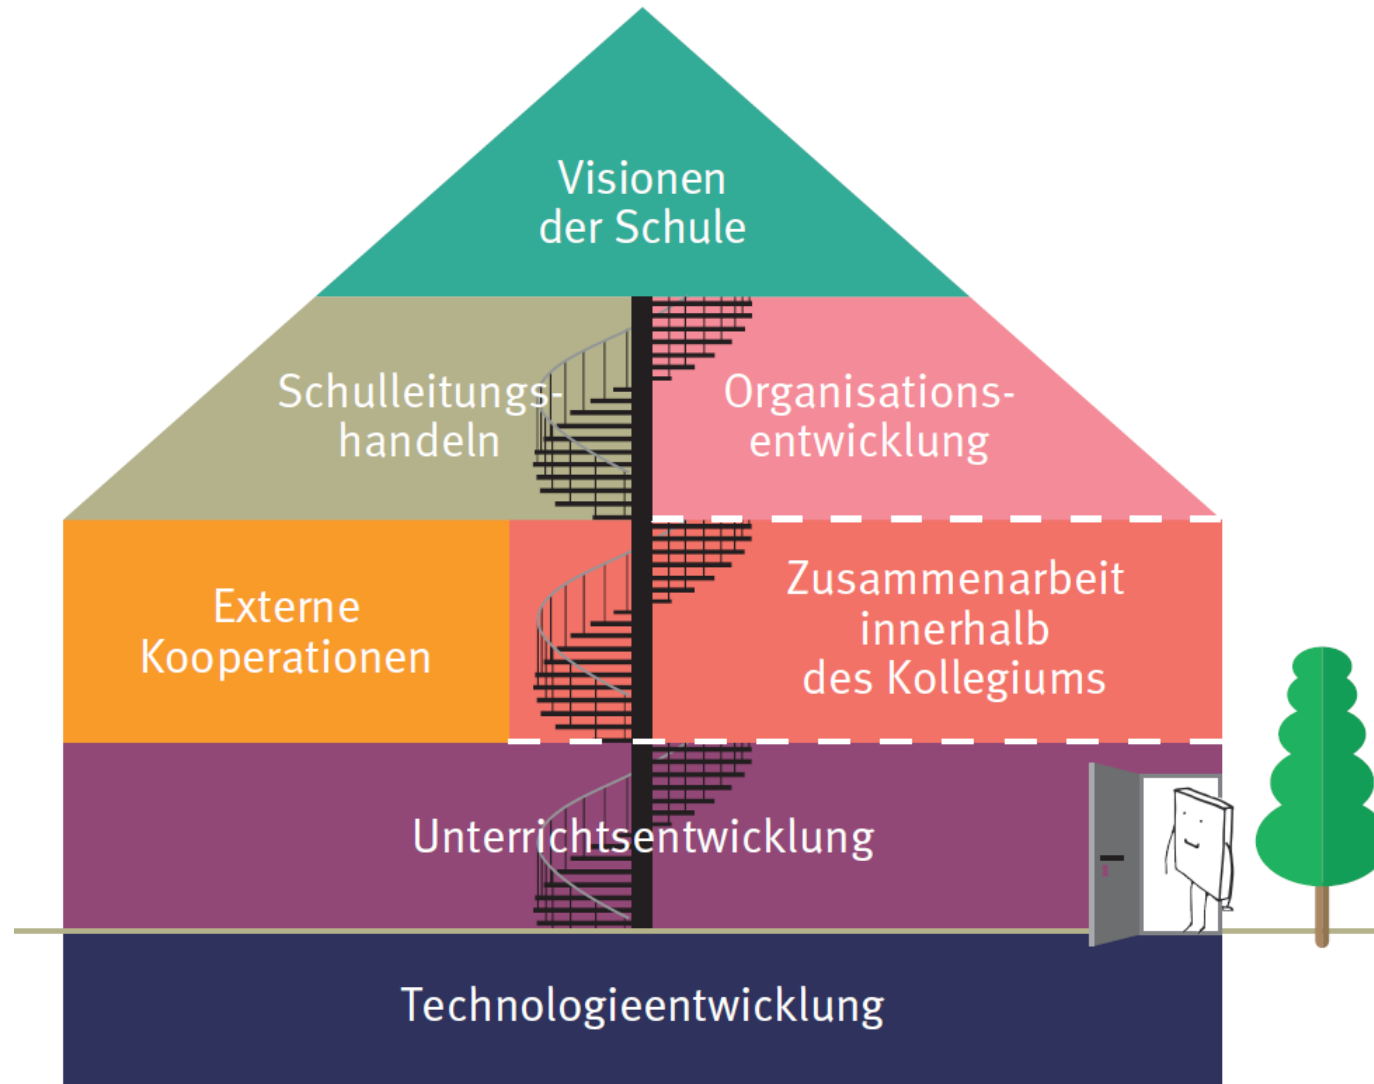 Visionen
der Schule
Schulleitungs-
handeln
Organisations-
entwicklung
Externe
Kooperationen
Zusammenarbeit
innerhalb
des Kollegiums
Unterrichtsentwicklung
Technologieentwicklung